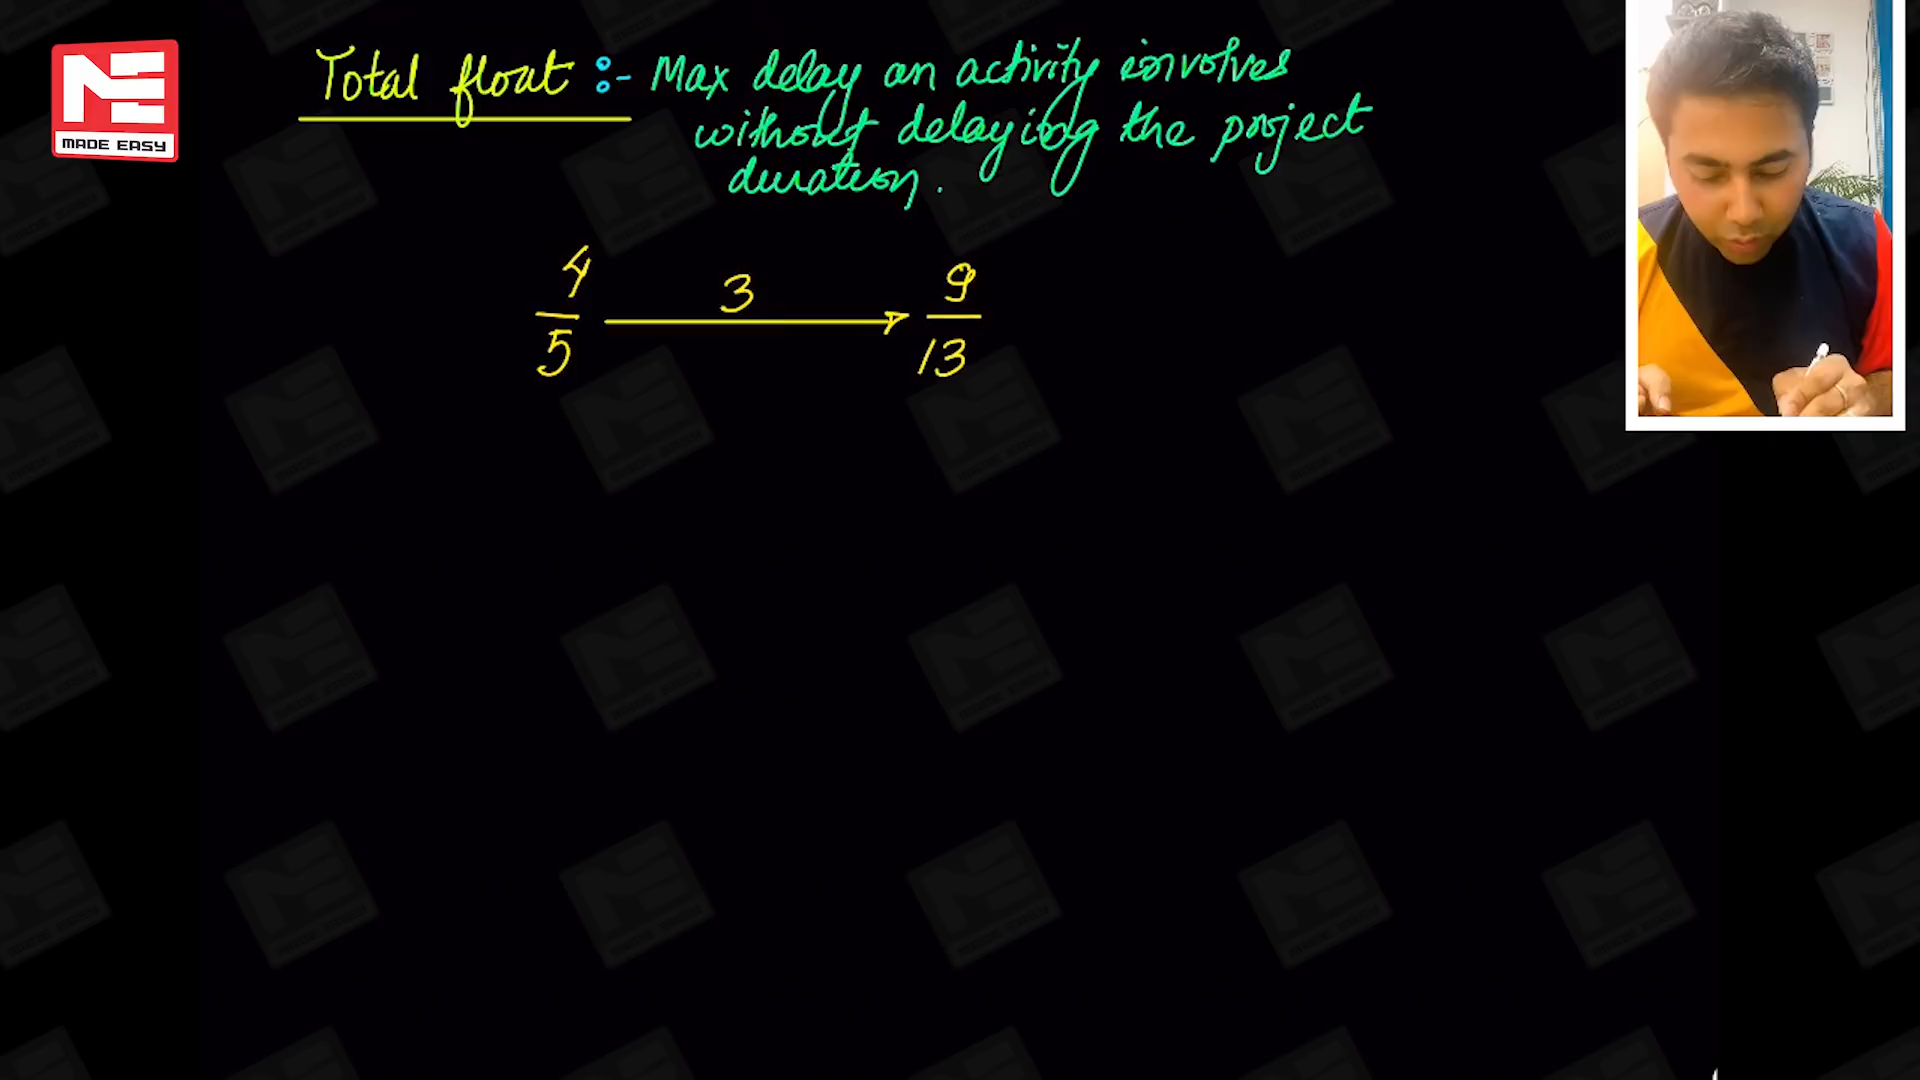 ME
MADE EASY
Total float :- Max delay an activity involves
without delaying the project
duration.
4 3 9
5 13